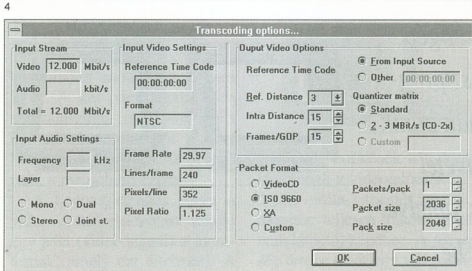 4
Transcoding options...
Input Stream
Video 12.000 Mbit/s
Audio kbit/s
Total = 12.000 Mbit/s
Input Audio Settings
Frequency kHz
Layer
Mono Dual
Stereo Joint st.
Input Video Settings
Reference Time Code
00:00:00:00
Format
NTSC
Frame Rate 29.97
Lines/frame 240
Pixels/line 352
Pixel Ratio 1.125
Ouput Video Options
Reference Time Code
From Input Source
Other 00:00:00:00
Ref. Distance 3
Intra Distance 15
Frames/GOP 15
Quantizer matrix
Standard
2 - 3 MBit/s (CD-2x)
Custom
Packet Format
VideoCD
ISO 9660
XA
Custom
Packets/pack 1
Packet size 2036
Pack size 2048
OK Cancel